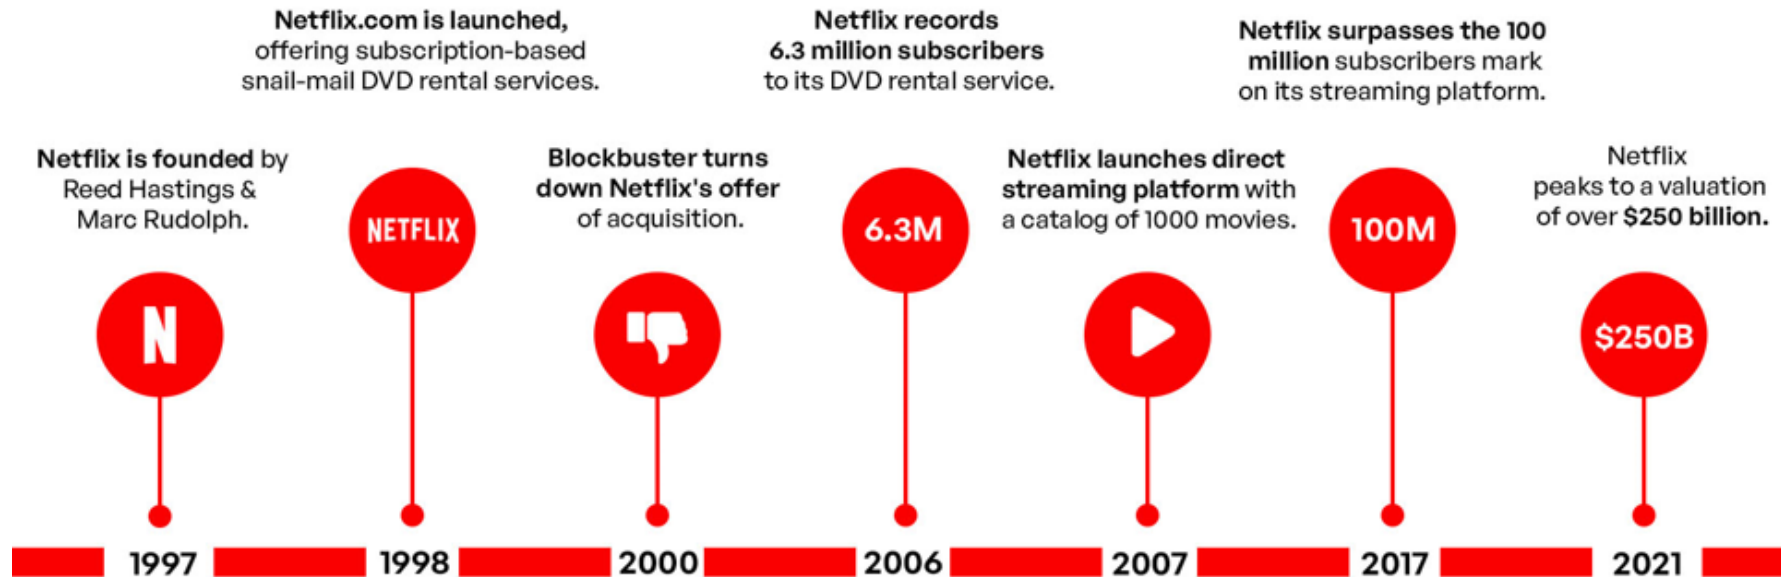 Netflix is founded by
Reed Hastings &
Marc Rudolph.
N
1997
Netflix.com is launched,
offering subscription-based
snail-mail DVD rental services.
NETFLIX
1998
Blockbuster turns
down Netflix's offer
of acquisition.
2000
Netflix records
6.3 million subscribers
to its DVD rental service.
6.3M
2006
Netflix launches direct
streaming platform with
a catalog of 1000 movies.
2007
Netflix surpasses the 100
million subscribers mark
on its streaming platform.
100M
2017
Netflix
peaks to a valuation
of over $250 billion.
$250B
2021